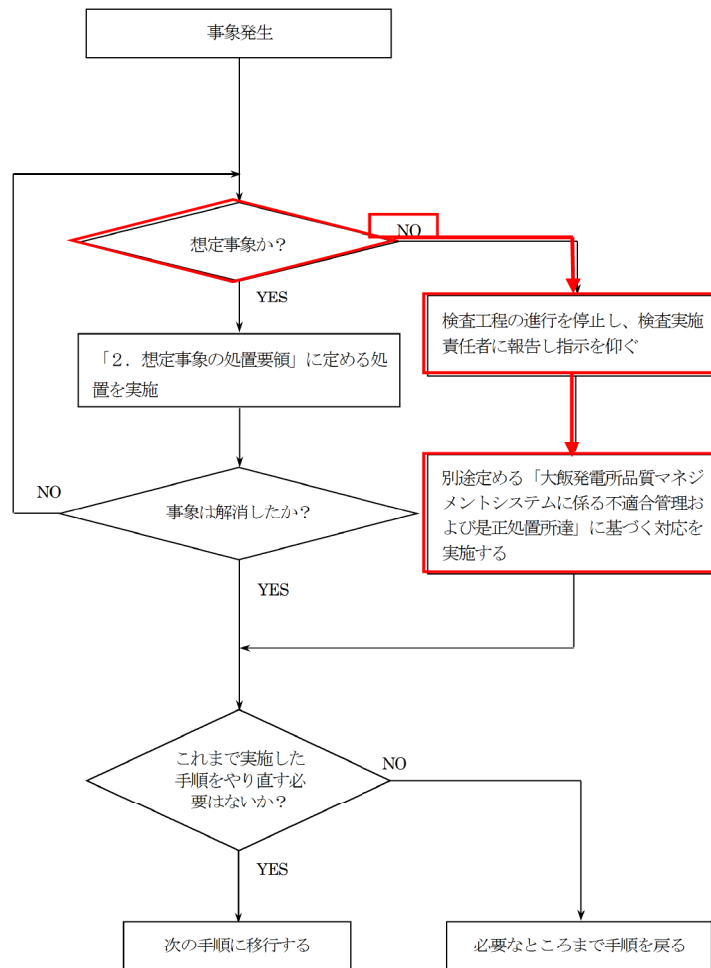 事象発生
想定事象か？
NO
YES
検査工程の進行を停止し、検査実施
責任者に報告し指示を仰ぐ
「２．想定事象の処置要領」に定める処
置を実施
別途定める「大飯発電所品質マネジ
メントシステムに係る不適合管理お
よび是正処置所達」に基づく対応を
実施する
NO
事象は解消したか？
YES
これまで実施した
手順をやり直す必
要はないか？
NO
YES
次の手順に移行する
必要なところまで手順を戻る